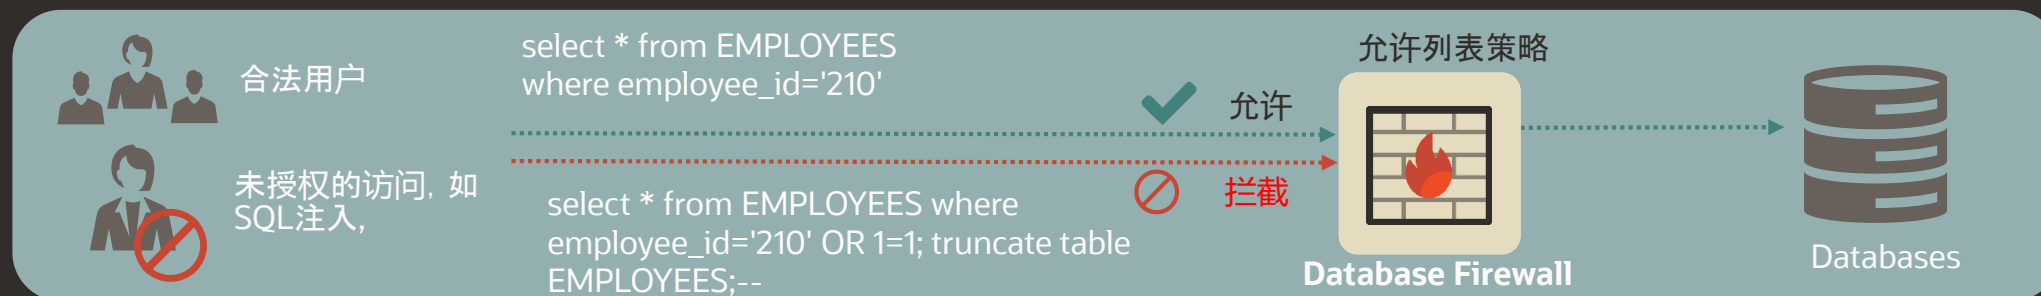 合法用户
select * from EMPLOYEES
where employee_id='210'
允许
允许列表策略
未授权的访问, 如
SQL注入,
select * from EMPLOYEES where
employee_id='210' OR 1=1; truncate table
EMPLOYEES;--
拦截
Database Firewall
Databases